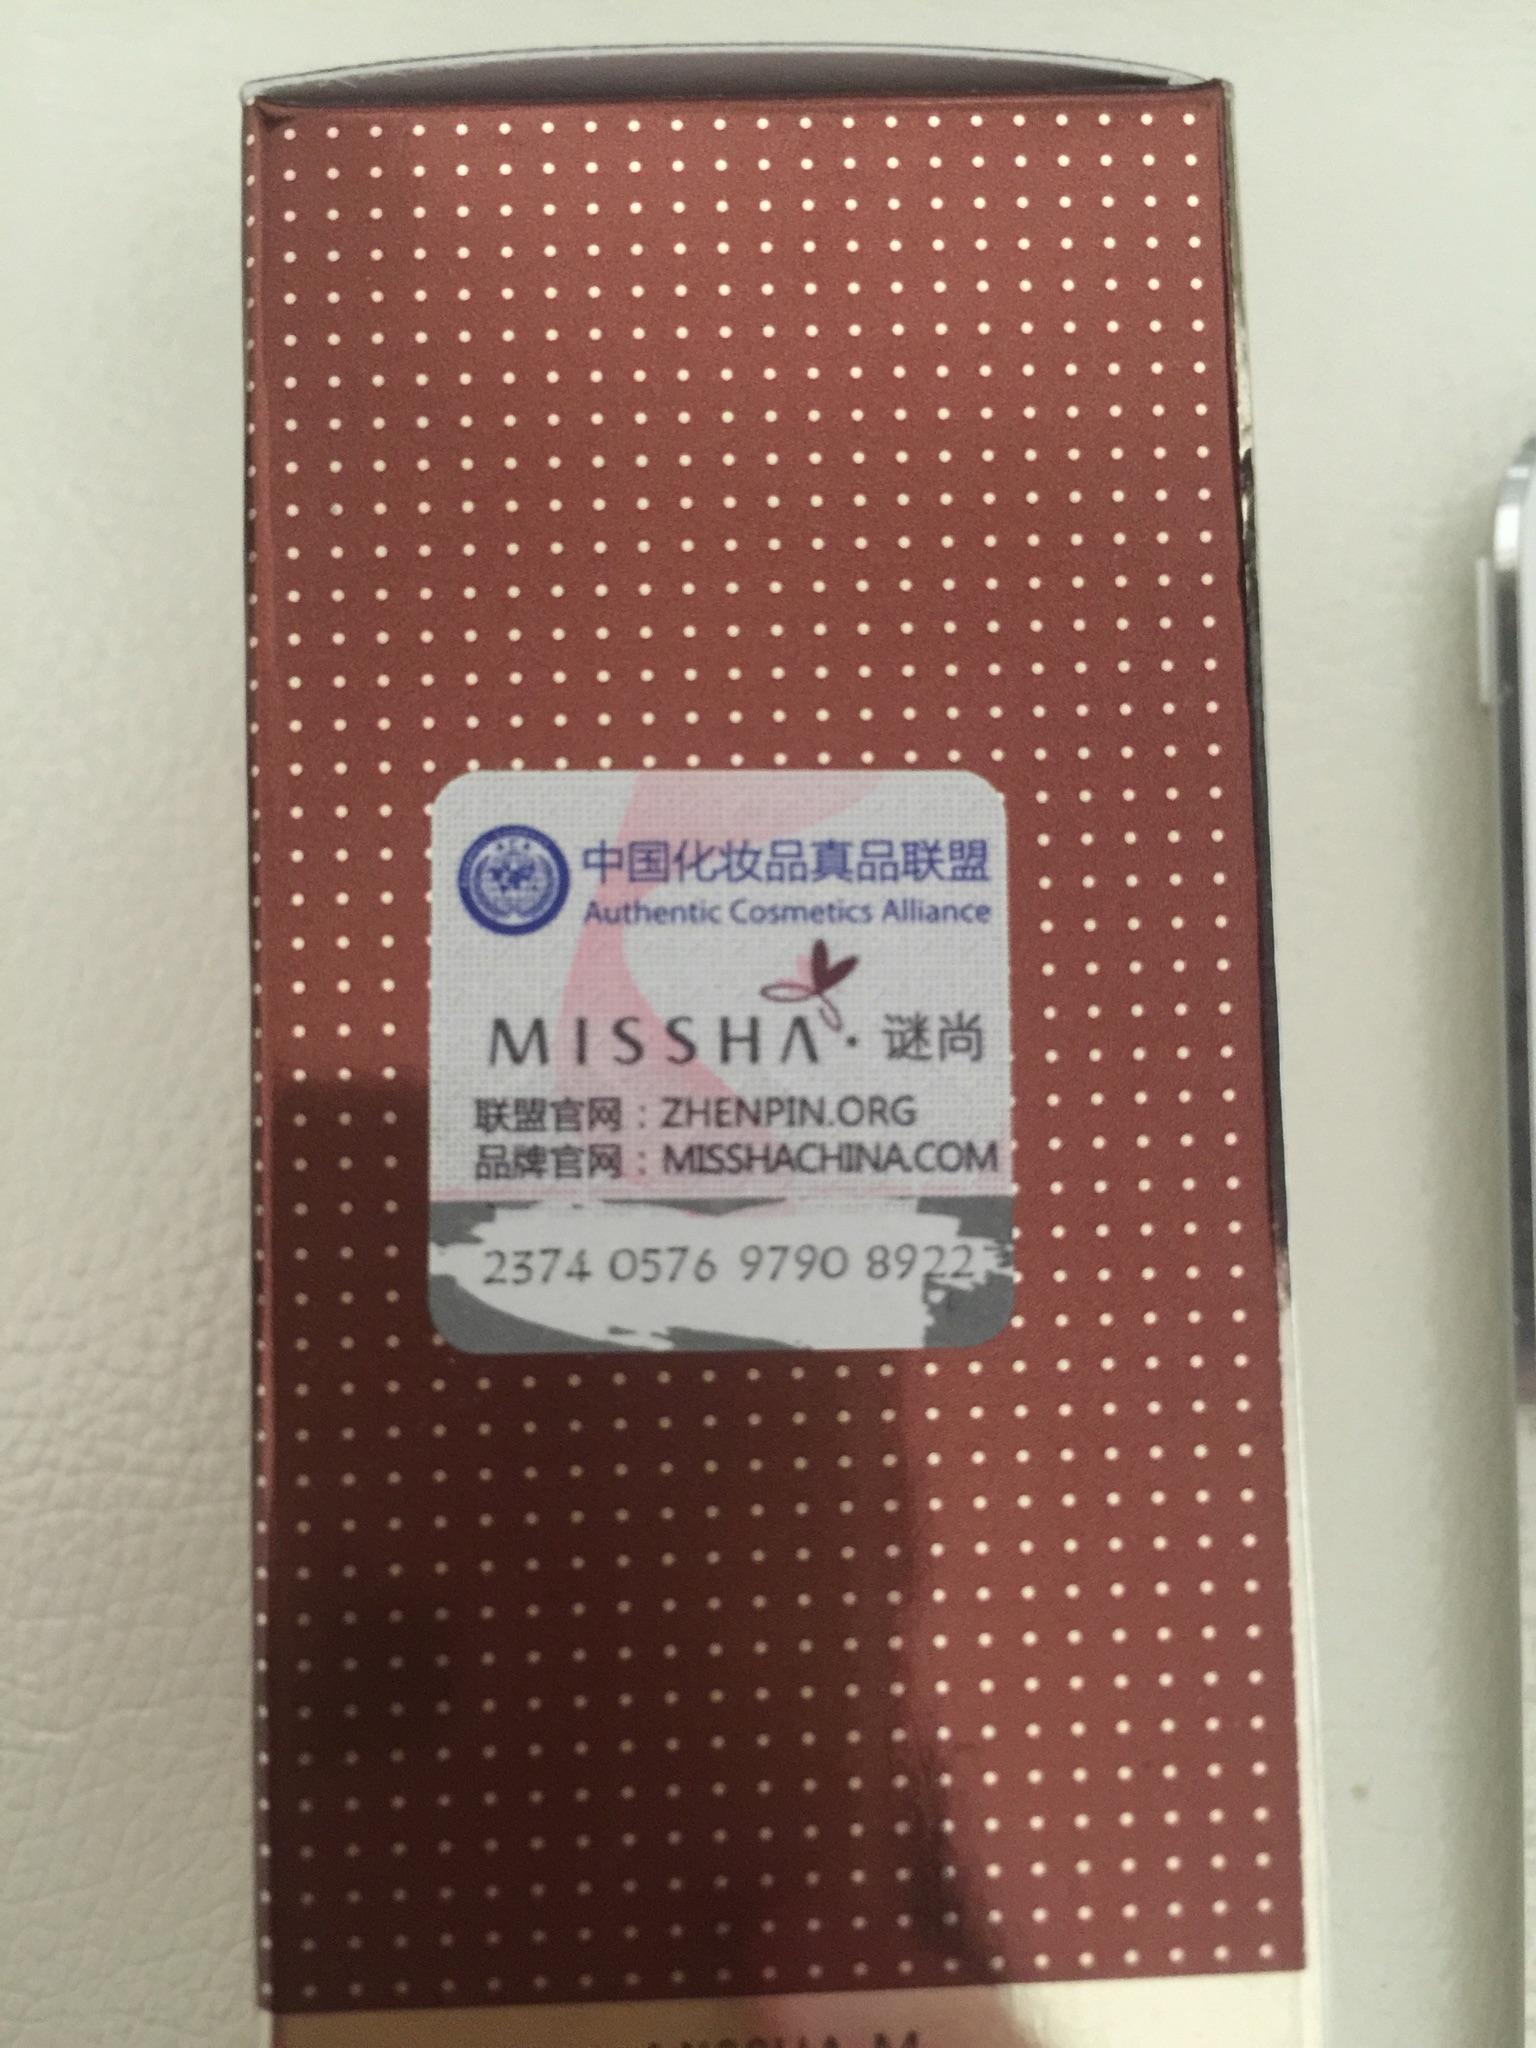 中国化妆品真品联盟
Authentic Cosmetics Alliance
MISSHA · 谜尚
联盟官网：ZHENPIN.ORG
品牌官网：MISSHACHINA.COM
2374 0576 9790 8922